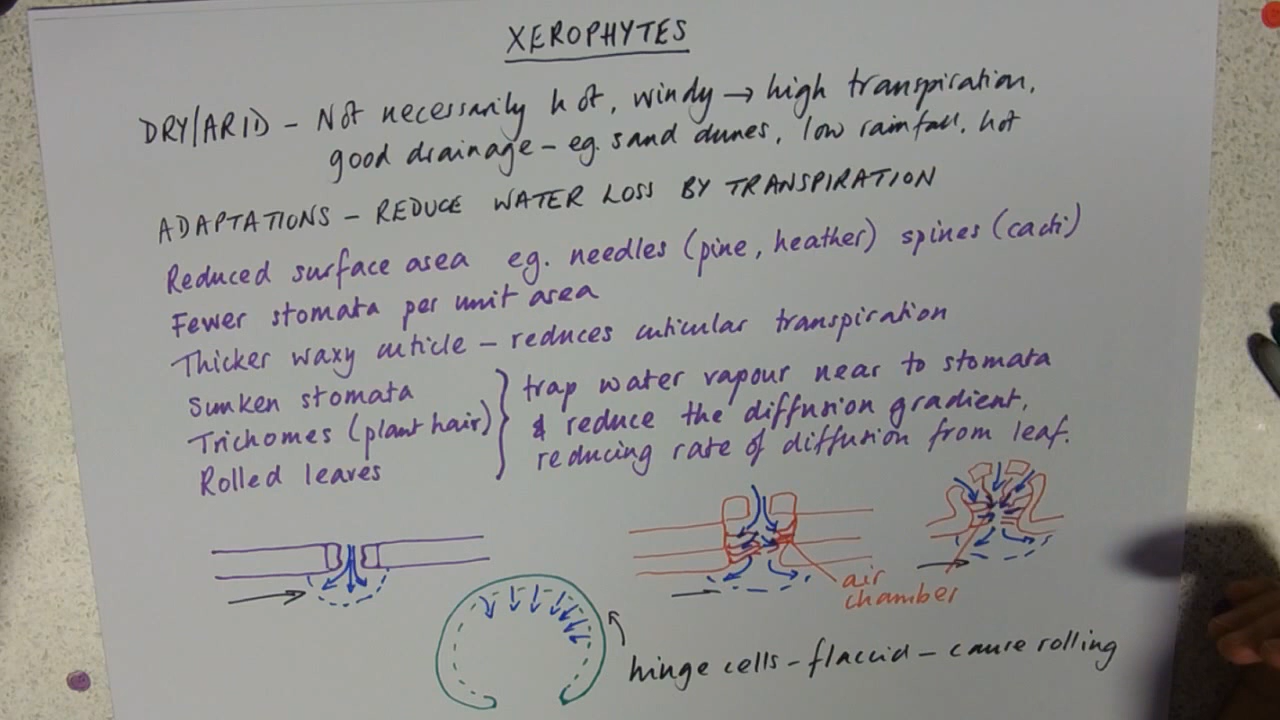 XEROPHYTES
DRY/ARID - Not necessarily hot, windy → high transpiration,
good drainage - eg. sand dunes, low rainfall, hot
ADAPTATIONS - REDUCE WATER LOSS BY TRANSPIRATION
Reduced surface area eg. needles (pine, heather) spines (cacti)
Fewer stomata per unit area
Thicker waxy cuticle - reduces cuticular transpiration
Sunken stomata
Trichomes (plant hair)
Rolled leaves
trap water vapour near to stomata
& reduce the diffusion gradient,
reducing rate of diffusion from leaf.
air
chamber
hinge cells - flaccid - cause rolling